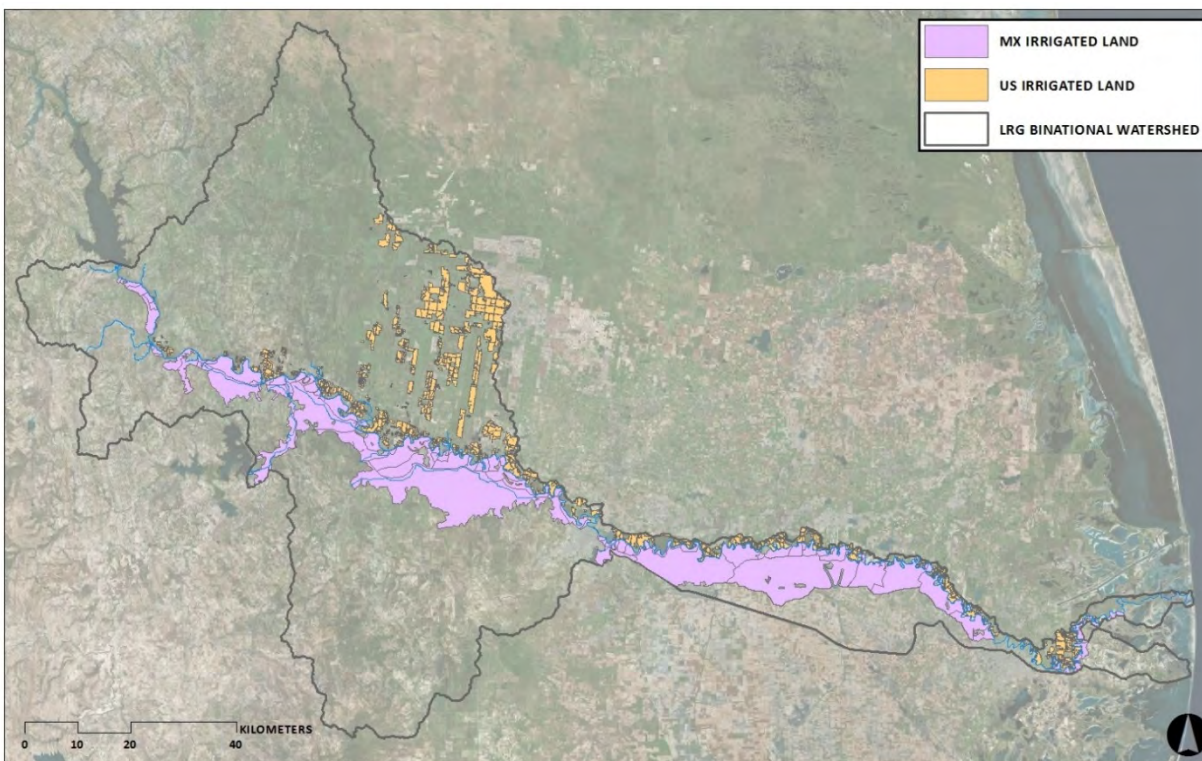 MX IRRIGATED LAND
US IRRIGATED LAND
LRG BINATIONAL WATERSHED
KILOMETERS
0 10 20 40